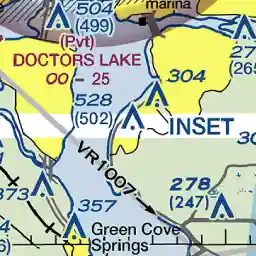 504
(499)
marina
(Pvt)
DOCTORS LAKE
00 - 25
304
528
(502)
INSET
VR1007
278
(247)
357
Green Cove
Springs